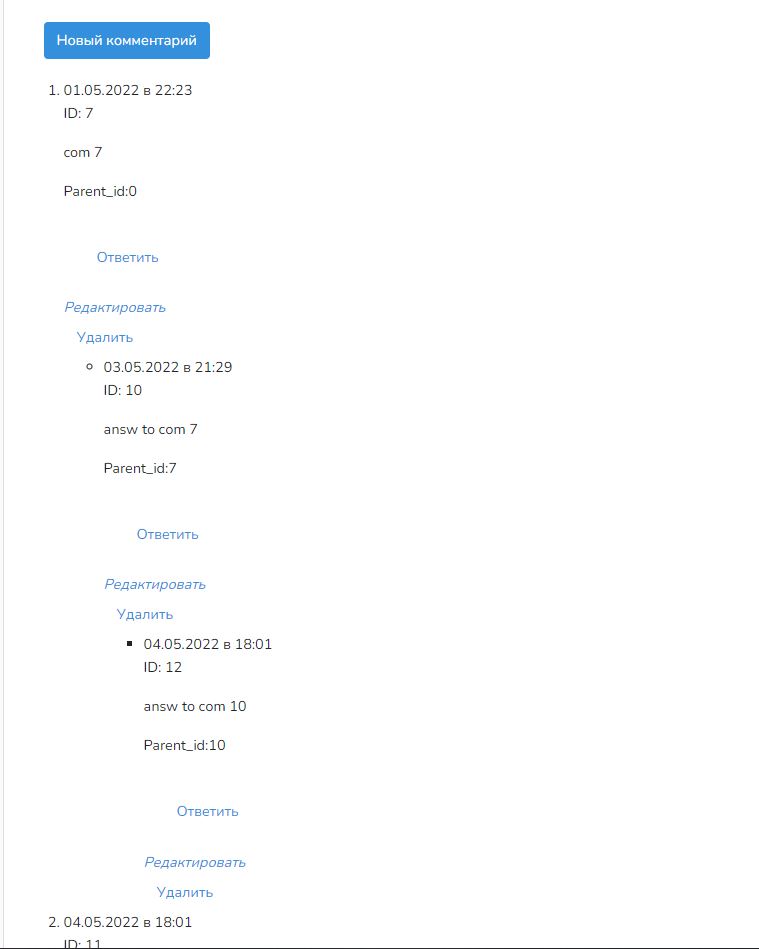 Новый комментарий
1. 01.05.2022 в 22:23
ID: 7
com 7
Parent_id:0
Ответить
Редактировать
Удалить
03.05.2022 в 21:29
ID: 10
answ to com 7
Parent_id:7
Ответить
Редактировать
Удалить
04.05.2022 в 18:01
ID: 12
answ to com 10
Parent_id:10
Ответить
Редактировать
Удалить
2. 04.05.2022 в 18:01
ID: 11